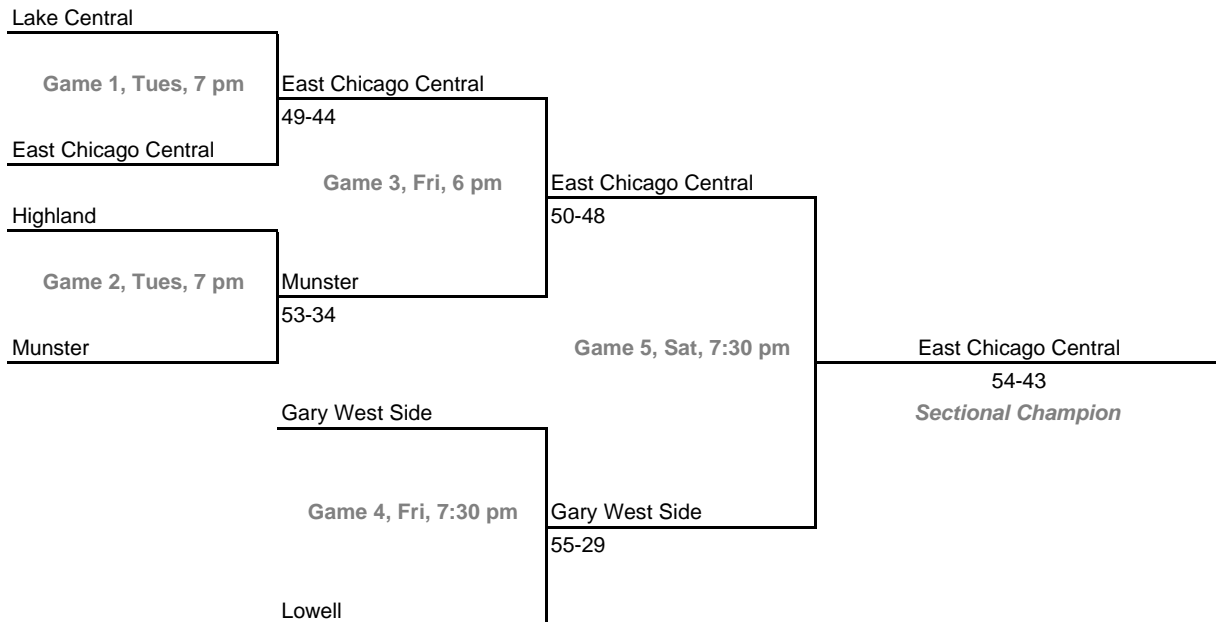 Lake Central
Game 1, Tues, 7 pm
East Chicago Central
49-44
East Chicago Central
Game 3, Fri, 6 pm
East Chicago Central
50-48
Highland
Game 2, Tues, 7 pm
Munster
53-34
Munster
Game 5, Sat, 7:30 pm
East Chicago Central
54-43
Sectional Champion
Gary West Side
Game 4, Fri, 7:30 pm
Gary West Side
55-29
Lowell